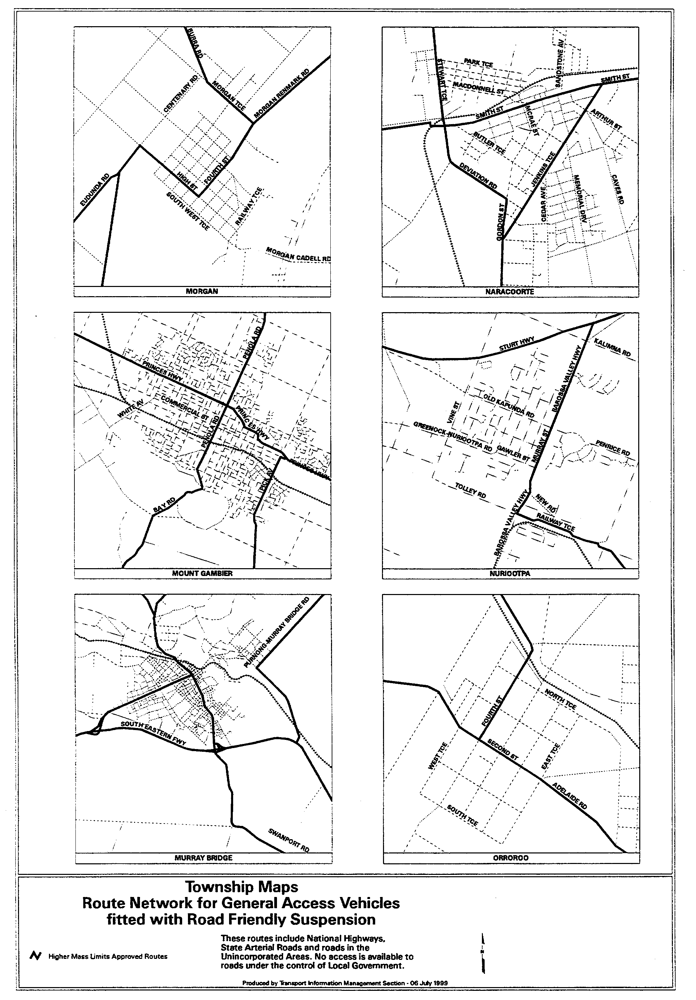 BURRA RD
CENTENARY RD
MORGAN TCE
MORGAN RENMARK RD
EUDUNDA RD
HIGH ST
FOURTH ST
SOUTH WEST TCE
RAILWAY TCE
MORGAN CADELL RD
MORGAN
STEWART TCE
PARK TCE
MACDONNELL ST
SANDSTONE AV
SMITH ST
SMITH ST
MCRAE ST
ARTHUR ST
BUTLER TCE
DEVIATION RD
JENKINS TCE
GORDON ST
CEDAR AVE
MEMORIAL DRV
CAVES RD
NARACOORTE
PENOLA RD
PRINCES HWY
COMMERCIAL ST
WHITE AV
PENOLA RD
PRINCES HWY
PRINCES HWY
PICK AV
BAY RD
MOUNT GAMBIER
STURT HWY
KALIMNA RD
BAROSSA VALLEY HWY
OLD KAPUNDA RD
VINE ST
GREENOCK-NURIOOTPA RD
GAWLER ST
MURRAY ST
PENRICE RD
TOLLEY RD
NEW RD
RAILWAY TCE
BAROSSA VALLEY HWY
NURIOOTPA
PURNONG-MURRAY BRIDGE RD
SOUTH EASTERN FWY
SWANPORT RD
MURRAY BRIDGE
FOURTH ST
NORTH TCE
WEST TCE
SECOND ST
EAST TCE
ADELAIDE RD
SOUTH TCE
ORROROO
Township Maps
Route Network for General Access Vehicles
fitted with Road Friendly Suspension
Higher Mass Limits Approved Routes
These routes include National Highways,
State Arterial Roads and roads in the
Unincorporated Areas. No access is available to
roads under the control of Local Government.
N
Produced by Transport Information Management Section - 06 July 1999